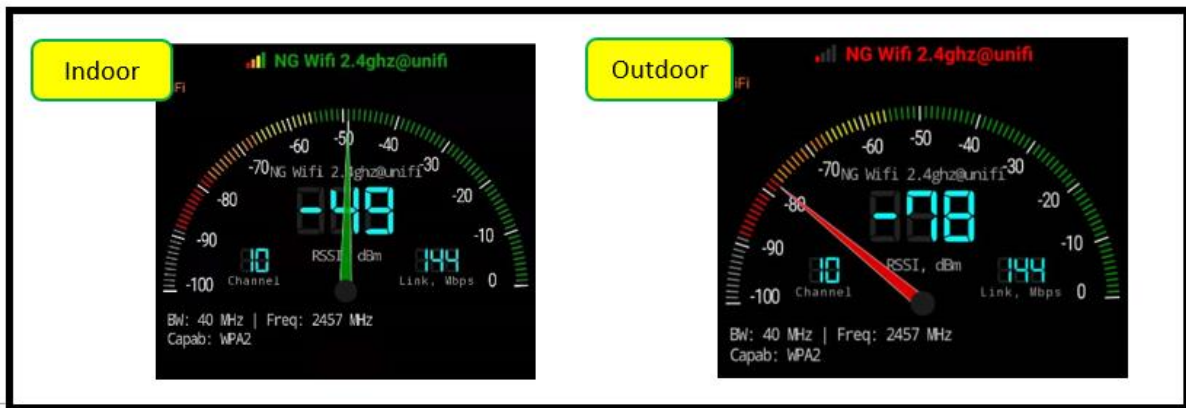 Indoor
NG Wifi 2.4ghz@unifi
Fi
-100 -90 -80 -70 -60 -50 -40 -30 -20 -10 0
NG Wifi 2.4ghz@unifi
-49
RSSI, dBm
10
Channel
144
Link, Mbps
BW: 40 MHz | Freq: 2457 MHz
Capab: WPA2
Outdoor
NG Wifi 2.4ghz@unifi
iFi
-100 -90 -80 -70 -60 -50 -40 -30 -20 -10 0
NG Wifi 2.4ghz@unifi
-78
RSSI, dBm
10
Channel
144
Link, Mbps
BW: 40 MHz | Freq: 2457 MHz
Capab: WPA2